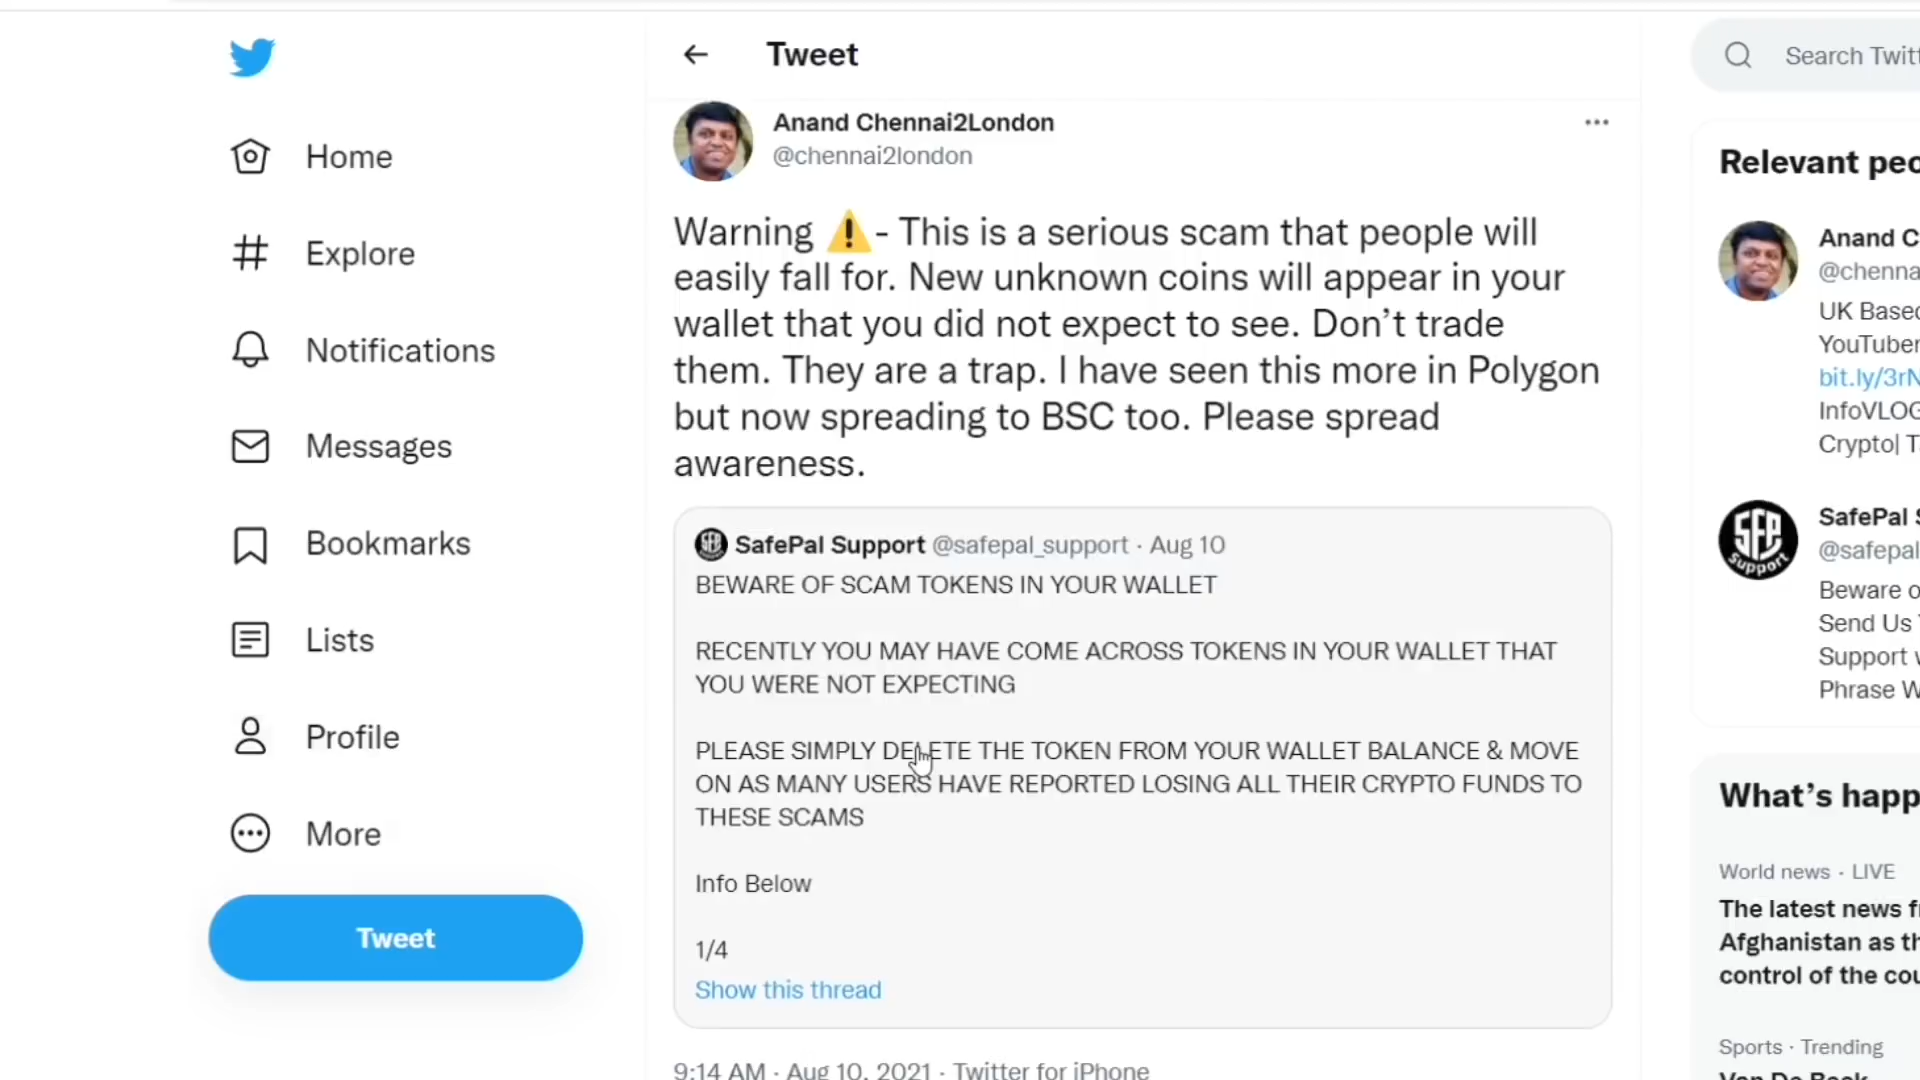 Tweet
Search Twit
Home
Explore
Notifications
Messages
Bookmarks
Lists
Profile
More
Tweet
Anand Chennai2London
@chennai2london
Warning ⚠️- This is a serious scam that people will
easily fall for. New unknown coins will appear in your
wallet that you did not expect to see. Don’t trade
them. They are a trap. I have seen this more in Polygon
but now spreading to BSC too. Please spread
awareness.
SafePal Support @safepal_support · Aug 10
BEWARE OF SCAM TOKENS IN YOUR WALLET
RECENTLY YOU MAY HAVE COME ACROSS TOKENS IN YOUR WALLET THAT
YOU WERE NOT EXPECTING
PLEASE SIMPLY DELETE THE TOKEN FROM YOUR WALLET BALANCE & MOVE
ON AS MANY USERS HAVE REPORTED LOSING ALL THEIR CRYPTO FUNDS TO
THESE SCAMS
Info Below
1/4
Show this thread
9:14 AM · Aug 10, 2021 · Twitter for iPhone
Relevant peo
Anand C
@chenna
UK Based
YouTuber
bit.ly/3rN
InfoVLOG
Crypto| T
SFP
Support
SafePal S
@safepal
Beware o
Send Us
Support w
Phrase W
What’s happ
World news · LIVE
The latest news f
Afghanistan as th
control of the cou
Sports · Trending
Van De Beek